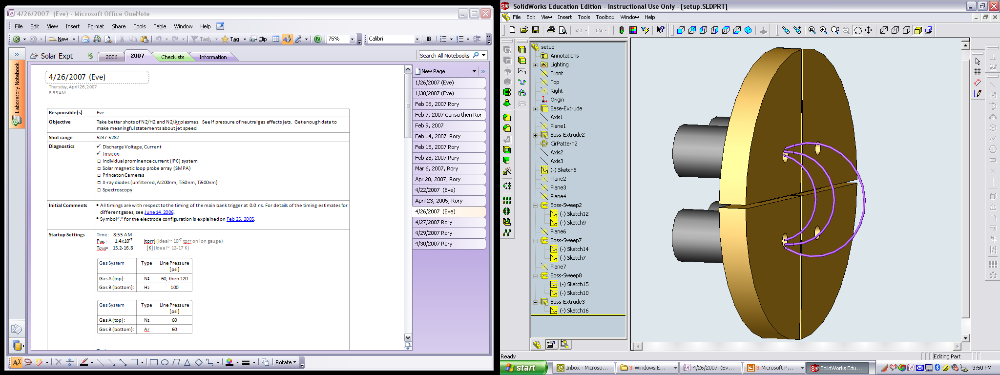 4/26/2007 (Eve) - Microsoft Office OneNote
File Edit View Insert Format Share Tools Table Window Help
New Task Tag Clip 75% Calibri B
Solar Expt 2006 2007 Checklists Information Search All Notebooks
Laboratory Notebook
4/26/2007 (Eve)
Thursday, April 26, 2007
8:53 AM
Responsible(s) Eve
Objective Take better shots of N2/H2 and N2/Ar plasmas. See if pressure of neutral gas affects jets. Get enough data to
make meaningful statements about jet speed.
Shot range 5237-5282
Diagnostics ✓ Discharge Voltage, Current
✓ Imacon
□ Individual prominence current (IPC) system
□ Solar magnetic loop probe array (SMPA)
□ Princeton Cameras
□ X-ray diodes (unfiltered, Al200nm, Ti50nm, Ti500nm)
□ Spectroscopy
Initial Comments • All timings are with respect to the timing of the main bank trigger at 0.0 ns. For details of the timing estimates for
different gases, see June 14, 2006.
• Symbol "." for the electrode configuration is explained on Feb 25, 2005.
Startup Settings Time: 8:55 AM
Pvac = 1.4x10-7 [torr] (ideal ~ 10-7 torr on ion gauge)
Tcryo= 15.2-16.8 [K] (ideal ~ 12-17 K)
Gas System Type Line Pressure
[psi]
Gas A (top): N2 60, then 120
Gas B (bottom): H2 100
Gas System Type Line Pressure
[psi]
Gas A (top): N2 60
Gas B (bottom): Ar 60
New Page
1/26/2007 (Eve)
1/30/2007 (Eve)
Feb 06, 2007 Rory
Feb 7, 2007 Gunsu then Ror
Feb 9, 2007
Feb 14, 2007 Rory
Feb 15, 2007 Rory
Feb 28, 2007 Rory
Mar 6, 2007, Rory
Apr 20, 2007, Rory
4/22/2007 (Eve)
April 23, 2005, Rory
4/26/2007 (Eve)
4/27/2007 Rory
4/29/2007 Rory
4/30/2007 Rory
A Rotate
SolidWorks Education Edition - Instructional Use Only - [setup.SLDPRT]
File Edit View Insert Tools Toolbox Window Help
setup
Annotations
Lighting
Front
Top
Right
Origin
Base-Extrude
Axis1
Plane1
Boss-Extrude2
CirPattern2
Axis2
Axis3
(-) Sketch6
Plane2
Plane3
Plane4
Boss-Sweep2
(-) Sketch12
(-) Sketch9
Plane6
Boss-Sweep7
(-) Sketch14
(-) Sketch7
Plane7
Boss-Sweep8
(-) Sketch15
(-) Sketch10
Boss-Extrude3
(-) Sketch16
Ready Editing Part
start Inbox - Microso... 3 Windows E... 4/26/2007 (Ev... 3 Microsoft P... SolidWorks Edu... 3:50 PM